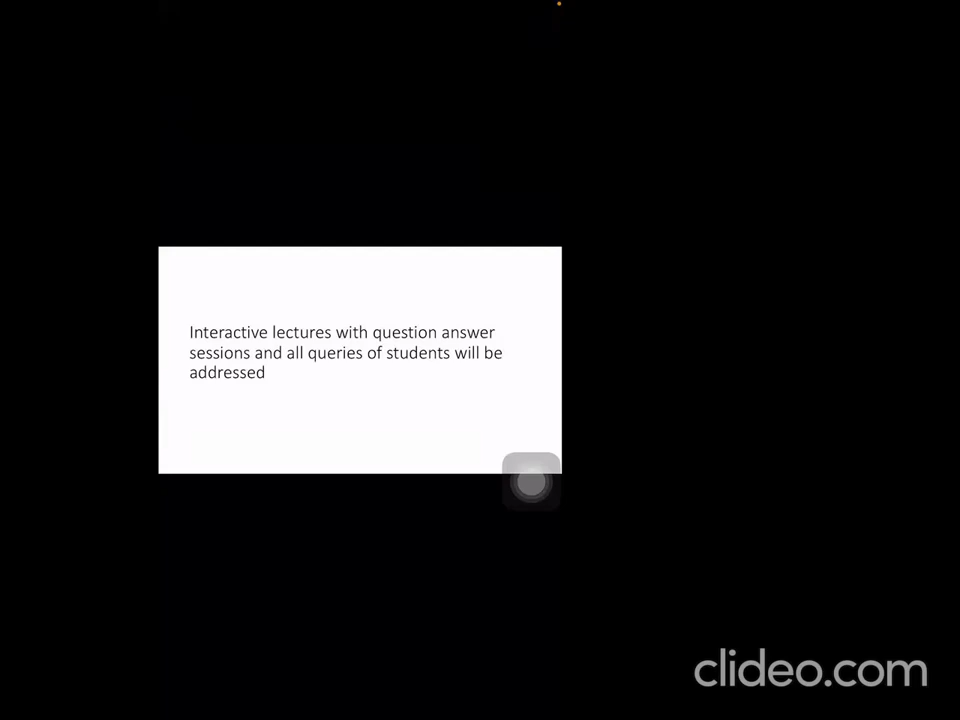 Interactive lectures with question answer
sessions and all queries of students will be
addressed
clideo.com